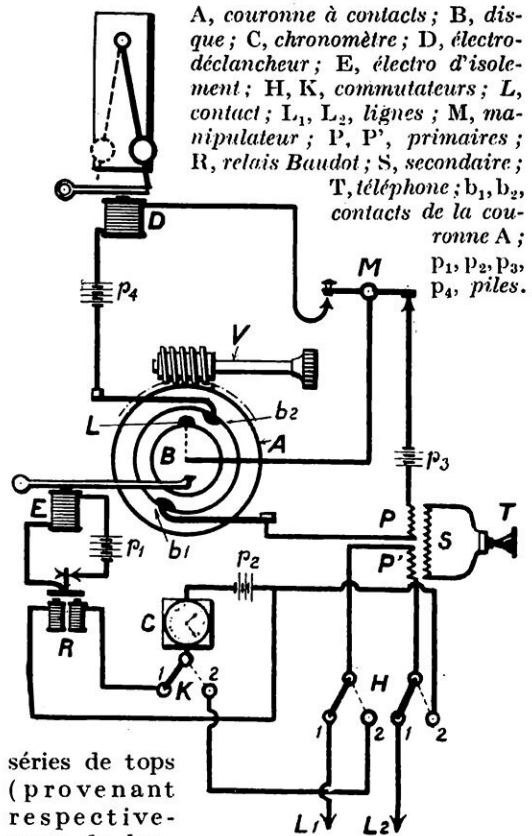 A, couronne à contacts ; B, dis-
que ; C, chronomètre ; D, électro-
déclancheur ; E, électro d'isole-
ment ; H, K, commutateurs ; L,
contact ; L₁, L₂, lignes ; M, ma-
nipulateur ; P, P', primaires ;
R, relais Baudot ; S, secondaire ;
T, téléphone ; b₁, b₂,
contacts de la cou-
ronne A ;
p₁, p₂, p₃,
p₄, piles.
D
M
p₄
V
b₂
L
A
B
p₃
E
P
T
S
p₁
b₁
P'
p₂
C
R
H
1
K
2
1
2
1
2
L₁
L₂
séries de tops
(provenant
respective-